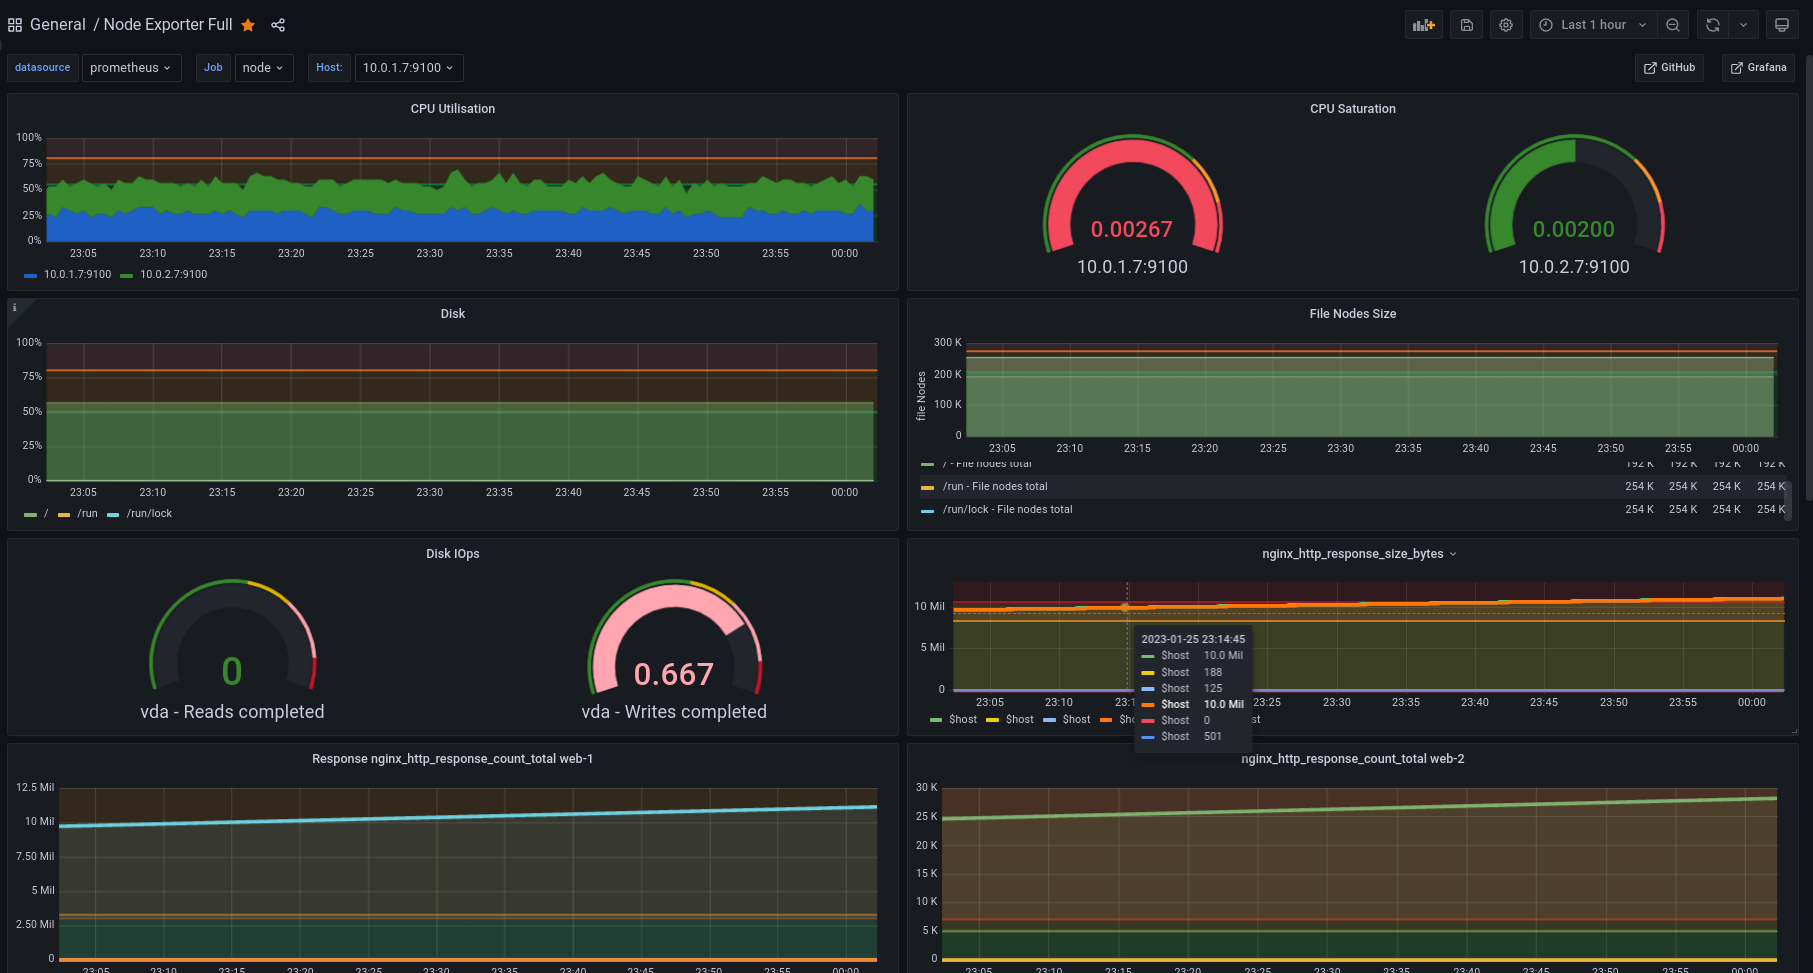 General / Node Exporter Full
Last 1 hour
datasource prometheus Job node Host: 10.0.1.7:9100
GitHub Grafana
CPU Utilisation
100%
75%
50%
25%
0%
23:05 23:10 23:15 23:20 23:25 23:30 23:35 23:40 23:45 23:50 23:55 00:00
10.0.1.7:9100 10.0.2.7:9100
CPU Saturation
0.00267
10.0.1.7:9100
0.00200
10.0.2.7:9100
i
Disk
100%
75%
50%
25%
0%
23:05 23:10 23:15 23:20 23:25 23:30 23:35 23:40 23:45 23:50 23:55 00:00
/ /run /run/lock
File Nodes Size
file Nodes
300 K
200 K
100 K
0
23:05 23:10 23:15 23:20 23:25 23:30 23:35 23:40 23:45 23:50 23:55 00:00
/ - File nodes total 192 K 192 K 192 K 192 K
/run - File nodes total 254 K 254 K 254 K 254 K
/run/lock - File nodes total 254 K 254 K 254 K 254 K
Disk IOps
0
vda - Reads completed
0.667
vda - Writes completed
nginx_http_response_size_bytes
10 Mil
5 Mil
0
23:05 23:10 23:1 23:25 23:30 23:35 23:40 23:45 23:50 23:55 00:00
$host $host $host $hc st
2023-01-25 23:14:45
$host 10.0 Mil
$host 188
$host 125
$host 10.0 Mil
$host 0
$host 501
Response nginx_http_response_count_total web-1
12.5 Mil
10 Mil
7.50 Mil
5 Mil
2.50 Mil
0
23:05 23:10 23:15 23:20 23:25 23:30 23:35 23:40 23:45 23:50 23:55 00:00
nginx_http_response_count_total web-2
30 K
25 K
20 K
15 K
10 K
5 K
0
23:05 23:10 23:15 23:20 23:25 23:30 23:35 23:40 23:45 23:50 23:55 00:00